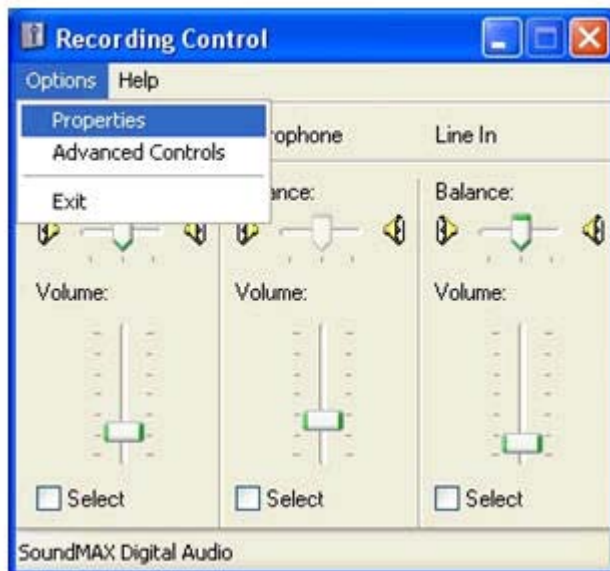 Recording Control
Options Help
Properties
Advanced Controls
Exit
ophone Line In
ance: Balance:
Volume: Volume: Volume:
Select Select Select
SoundMAX Digital Audio